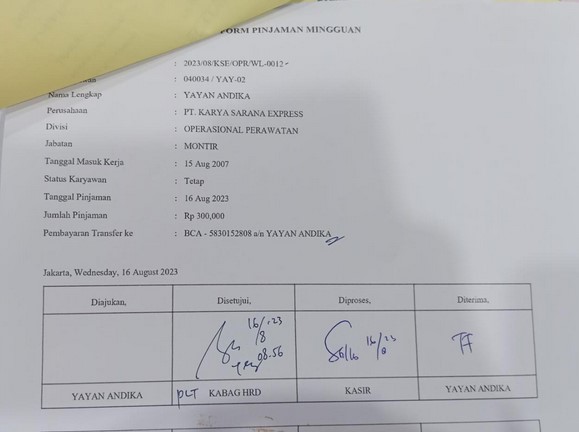 FORM PINJAMAN MINGGUAN
: 2023/08/KSE/OPR/WL-0012
: 040034 / YAY-02
Nama Lengkap : YAYAN ANDIKA
Perusahaan : PT. KARYA SARANA EXPRESS
Divisi : OPERASIONAL PERAWATAN
Jabatan : MONTIR
Tanggal Masuk Kerja : 15 Aug 2007
Status Karyawan : Tetap
Tanggal Pinjaman : 16 Aug 2023
Jumlah Pinjaman : Rp 300,000
Pembayaran Transfer ke : BCA - 5830152808 a/n YAYAN ANDIKA
Jakarta, Wednesday, 16 August 2023
Diajukan, Disetujui, Diproses, Diterima,
16/8 -23 16/8 23
08.56
YAYAN ANDIKA PLT KABAG HRD KASIR YAYAN ANDIKA